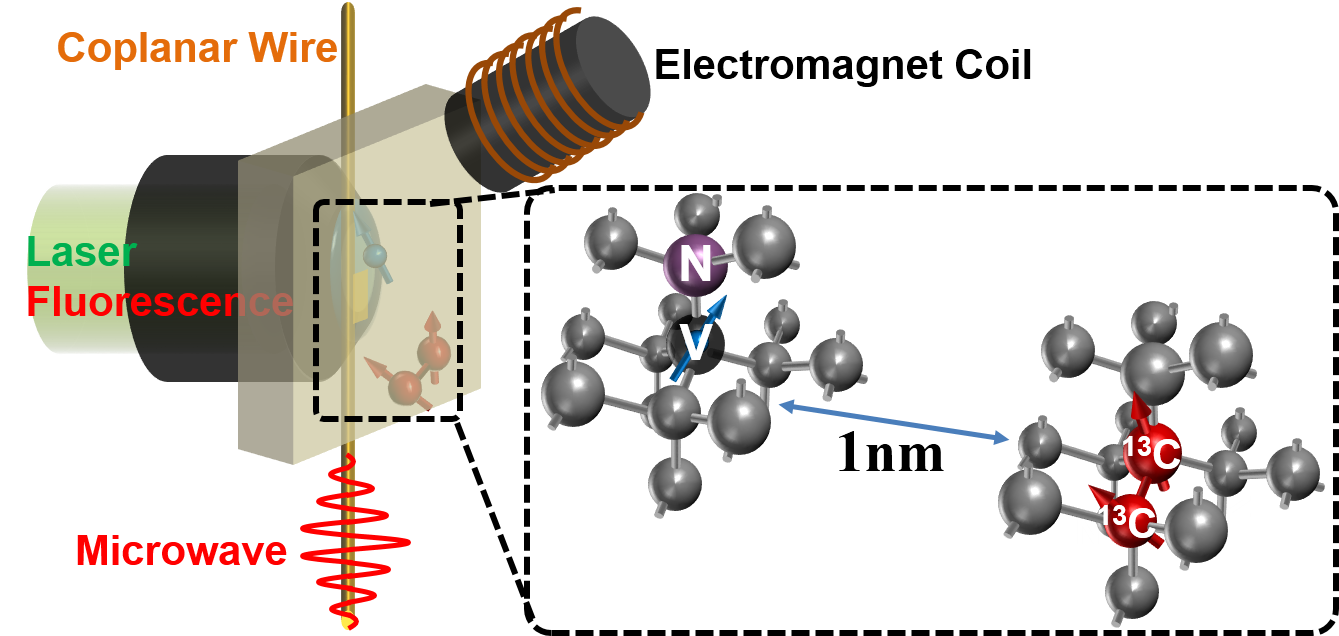 Coplanar Wire
Electromagnet Coil
Laser
Fluorescence
N
V
1nm
13C
13C
Microwave